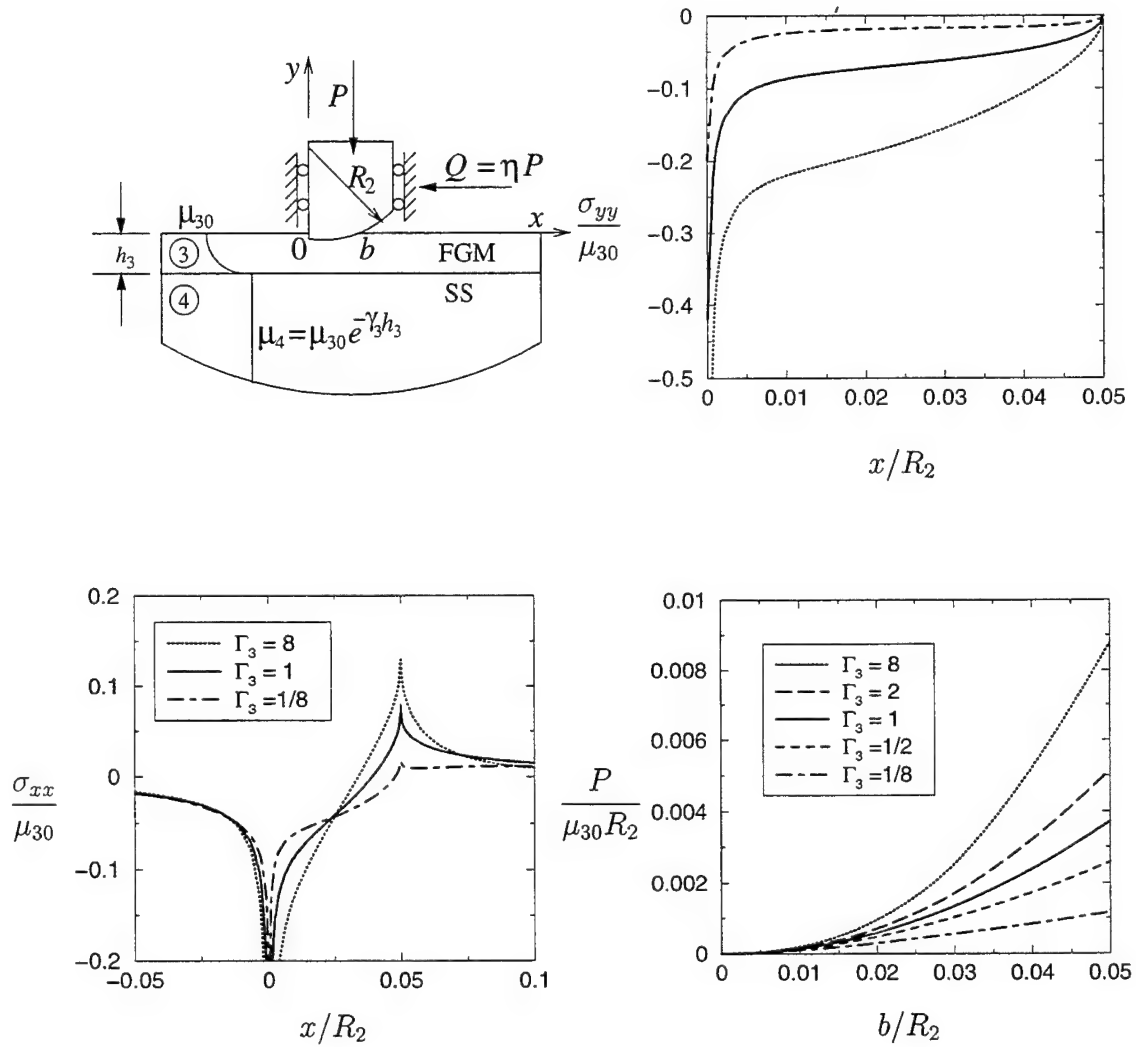 y
P
R₂
Q = ηP
μ₃₀
x
0
b
h₃
③
FGM
④
SS
μ₄ = μ₃₀e^{-γ₃h₃}
σ_yy
μ₃₀
0
-0.1
-0.2
-0.3
-0.4
-0.5
0
0.01
0.02
0.03
0.04
0.05
x/R₂
σ_xx
μ₃₀
0.2
0.1
0
-0.1
-0.2
Γ₃ = 8
Γ₃ = 1
Γ₃ =1/8
-0.05
0
0.05
0.1
x/R₂
P
μ₃₀R₂
0.01
0.008
0.006
0.004
0.002
0
Γ₃ = 8
Γ₃ = 2
Γ₃ = 1
Γ₃ =1/2
Γ₃ =1/8
0
0.01
0.02
0.03
0.04
0.05
b/R₂